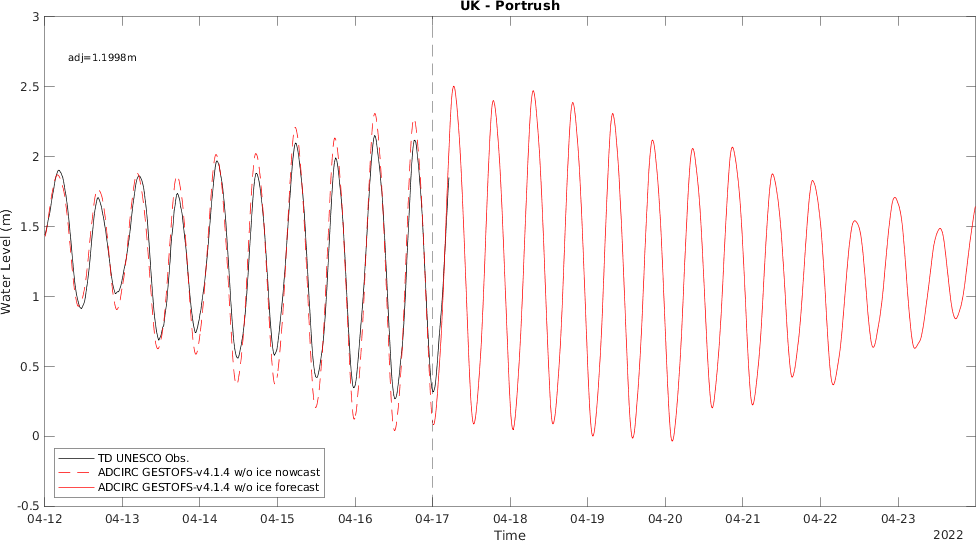 UK - Portrush
adj=1.1998m
3
2.5
2
1.5
1
0.5
0
-0.5
Water Level (m)
TD UNESCO Obs.
ADCIRC GESTOFS-v4.1.4 w/o ice nowcast
ADCIRC GESTOFS-v4.1.4 w/o ice forecast
04-12 04-13 04-14 04-15 04-16 04-17 04-18 04-19 04-20 04-21 04-22 04-23
Time
2022